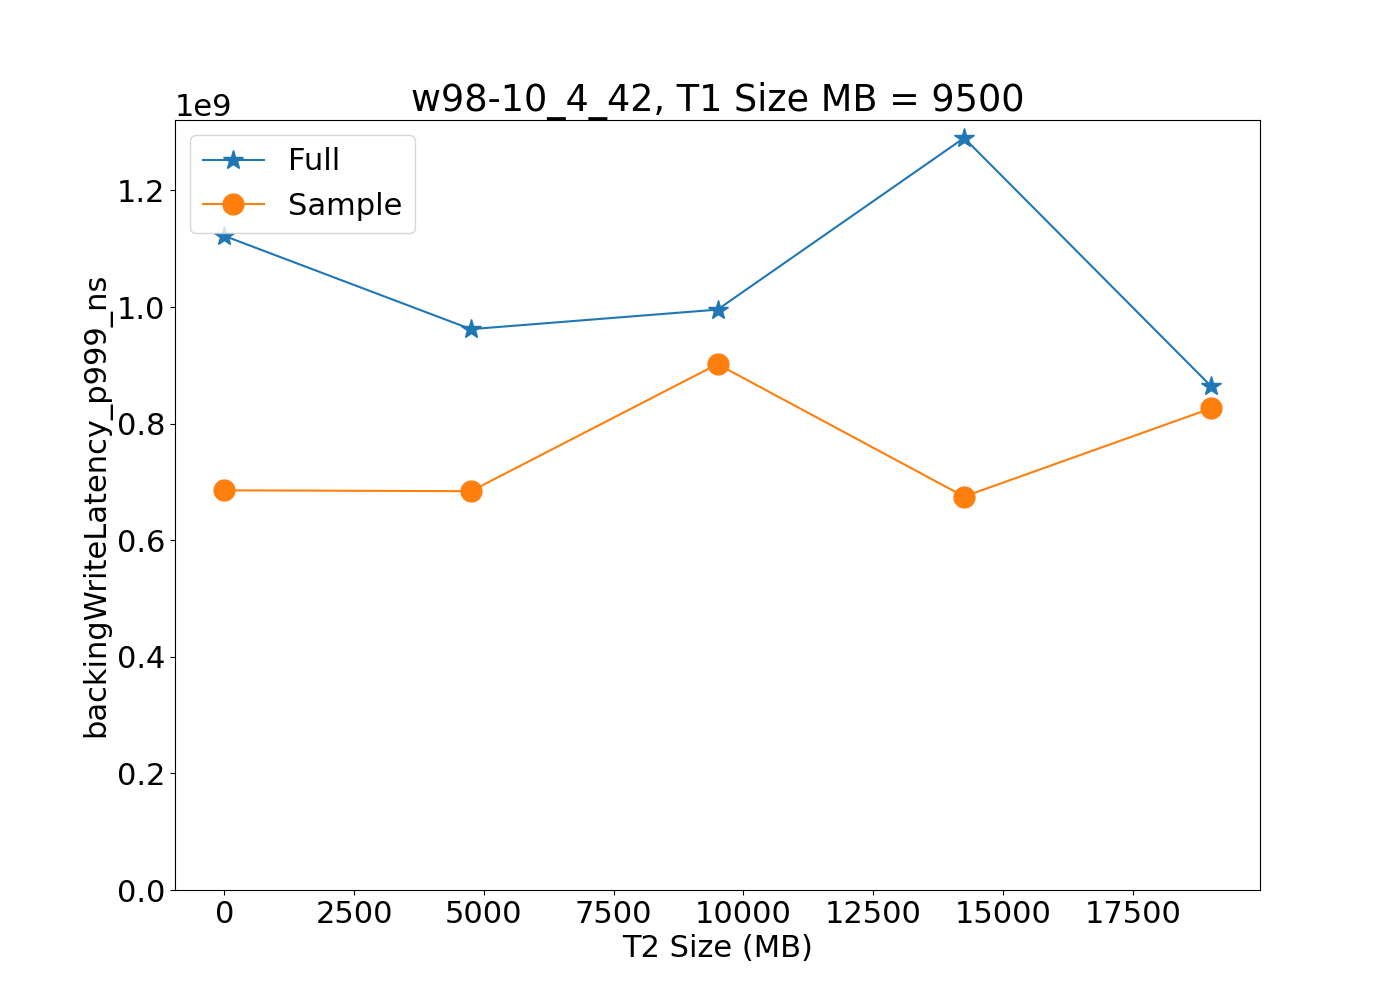 w98-10_4_42, T1 Size MB = 9500
1e9
Full
Sample
1.2
1.0
0.8
0.6
0.4
0.2
0.0
backingWriteLatency_p999_ns
0 2500 5000 7500 10000 12500 15000 17500
T2 Size (MB)